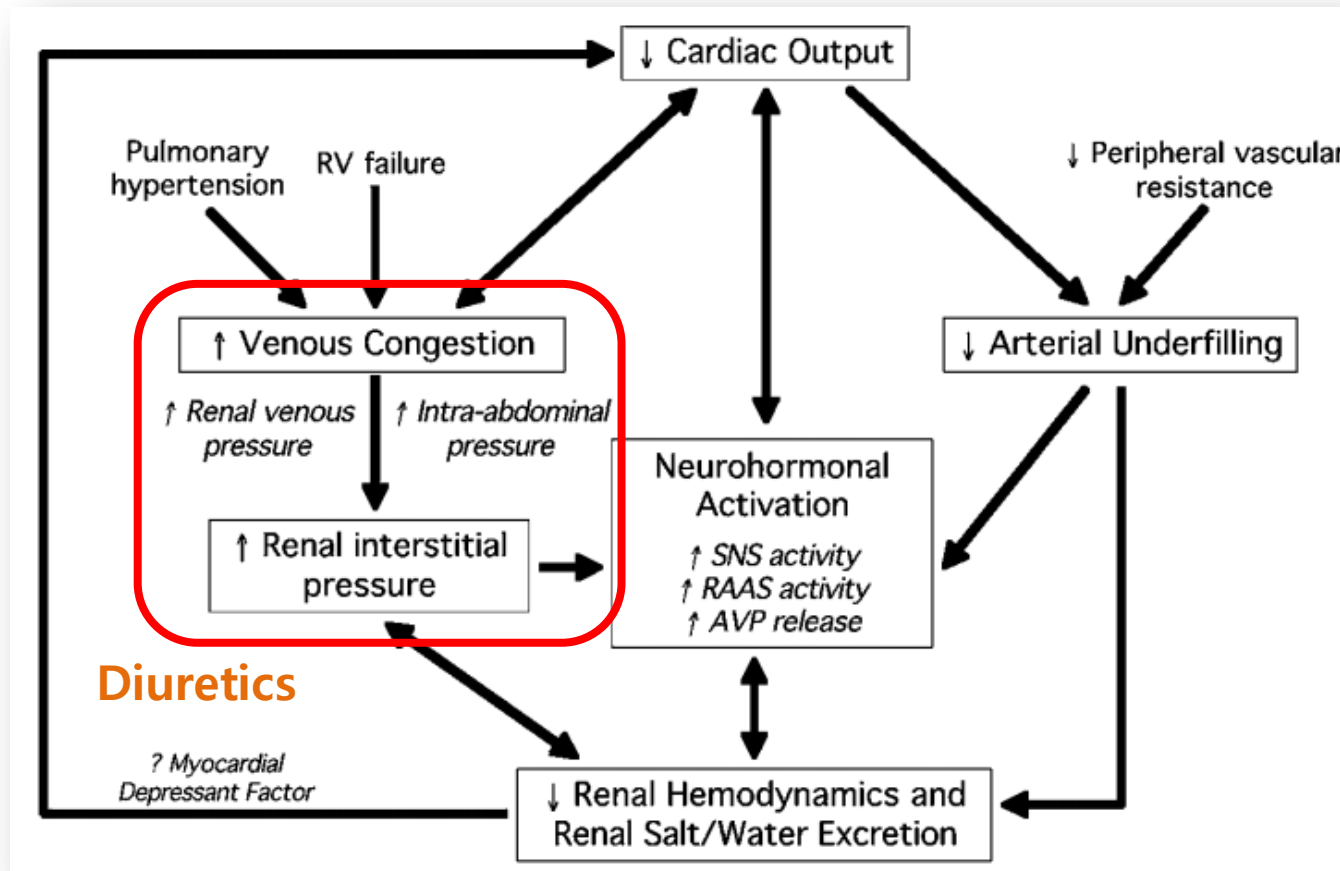 ↓ Cardiac Output
Pulmonary
hypertension
RV failure
↓ Peripheral vascular
resistance
↑ Venous Congestion
↓ Arterial Underfilling
↑ Renal venous
pressure
↑ Intra-abdominal
pressure
Neurohormonal
Activation
↑ SNS activity
↑ RAAS activity
↑ AVP release
↑ Renal interstitial
pressure
Diuretics
? Myocardial
Depressant Factor
↓ Renal Hemodynamics and
Renal Salt/Water Excretion